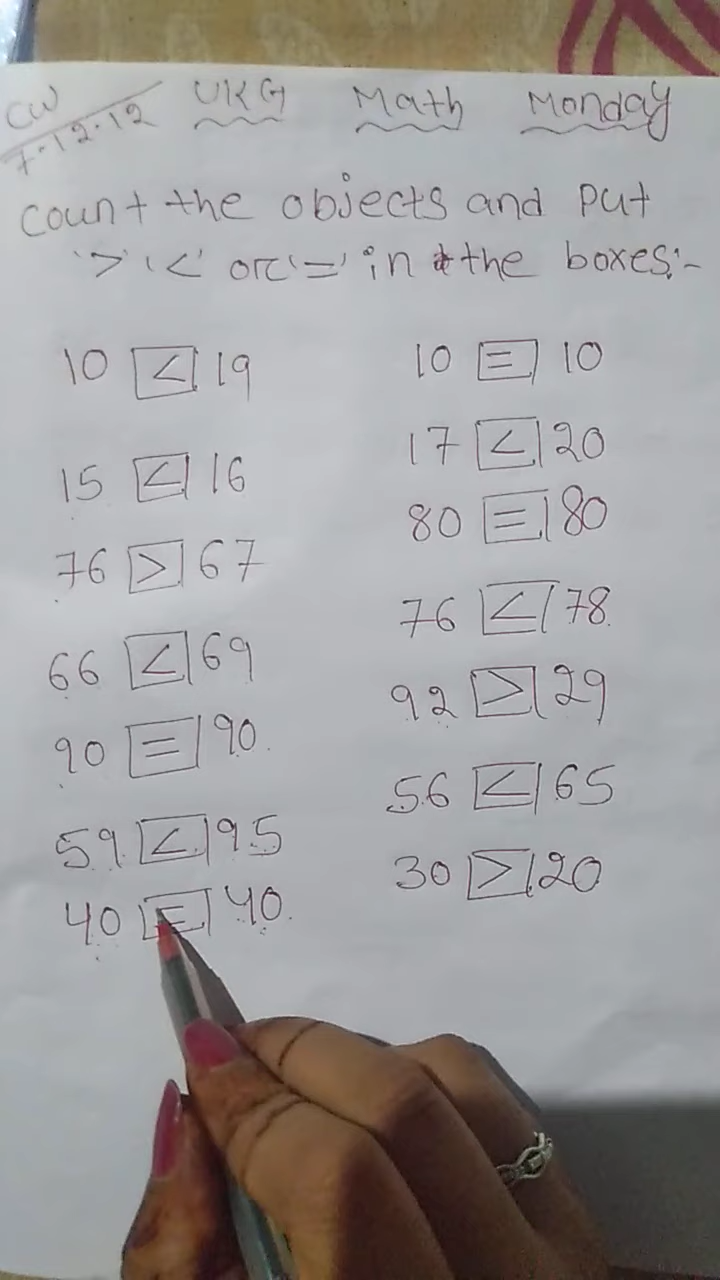 CW UKG Math Monday
7.12.12
Count the objects and put
'>' '<' or '=' in the boxes:-
10 < 19 10 = 10
15 < 16 17 < 20
76 > 67 80 = 80
66 < 69 76 < 78
90 = 90 92 > 29
59 < 95 56 < 65
40 = 40 30 > 20